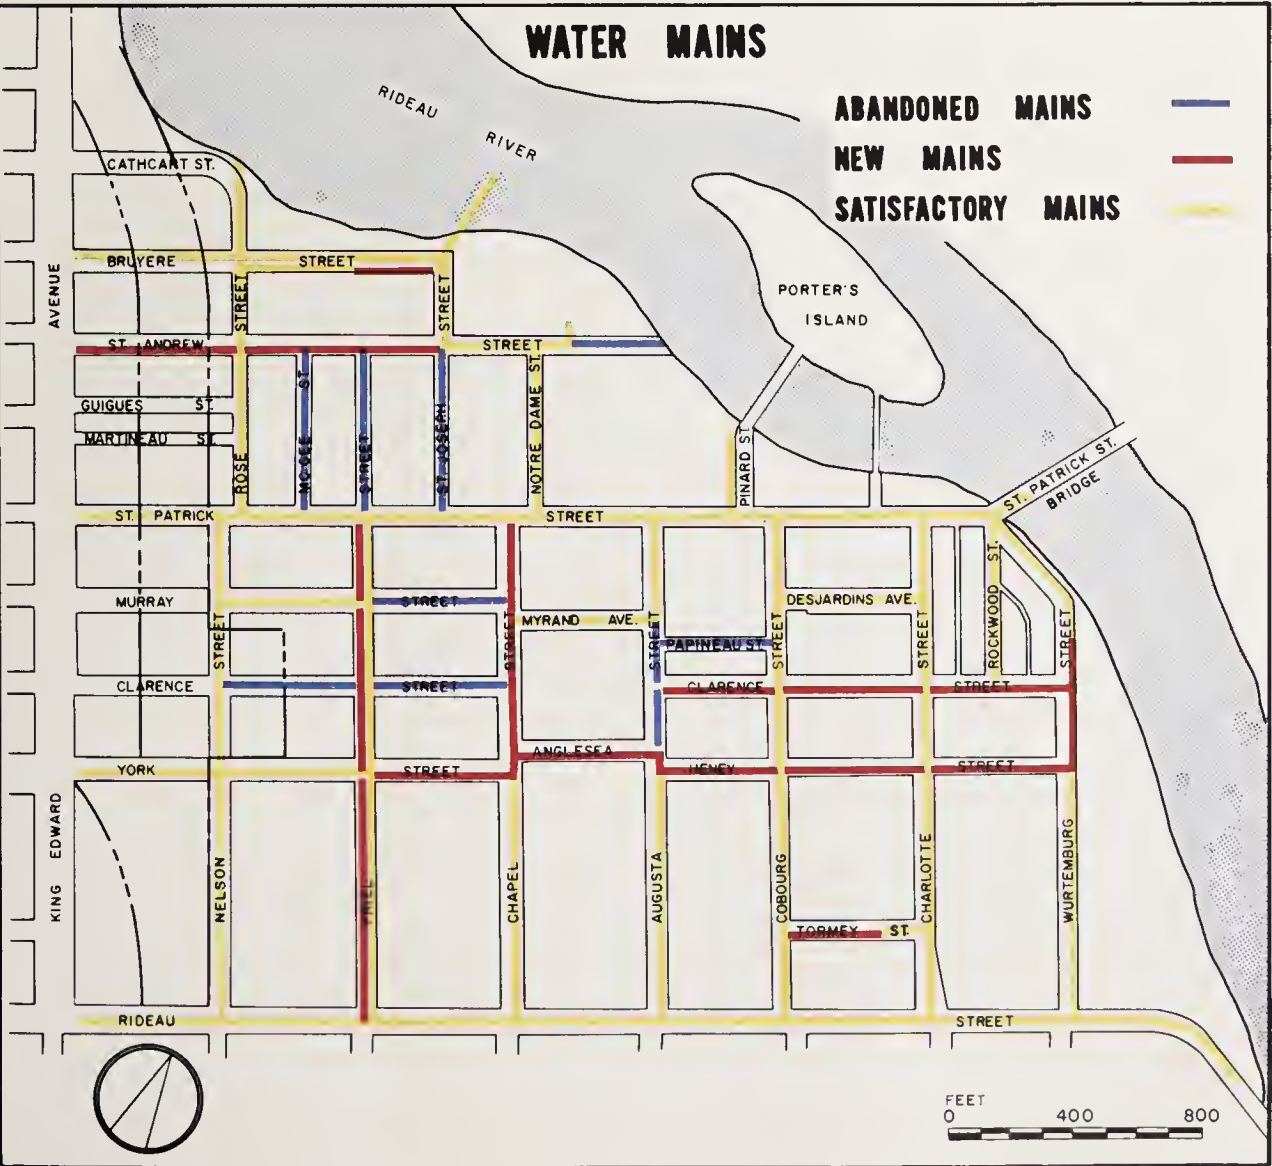 WATER MAINS
ABANDONED MAINS
NEW MAINS
SATISFACTORY MAINS
RIDEAU RIVER
CATHCART ST.
BRUYERE STREET
PORTER'S
ISLAND
AVENUE
STREET
STREET
ST. ANDREW STREET
GUIGUES ST.
MARTINEAU ST.
ROSE
MC GEE ST.
STREET
ST. JOSEPH
NOTRE DAME ST.
PINARD ST.
ST. PATRICK ST.
BRIDGE
ST. PATRICK STREET
MURRAY STREET
MYRAND AVE.
DESJARDINS AVE.
PAPINEAU ST.
ROCKWOOD ST.
STREET
STREET
STREET
STREET
STREET
STREET
CLARENCE STREET
CLARENCE STREET
ANGLESEA
YORK STREET
HENEY STREET
KING EDWARD
NELSON
FRIEL
CHAPEL
AUGUSTA
COBOURG
CHARLOTTE
WURTEMBURG
TORMEY ST.
RIDEAU STREET
FEET
0 400 800